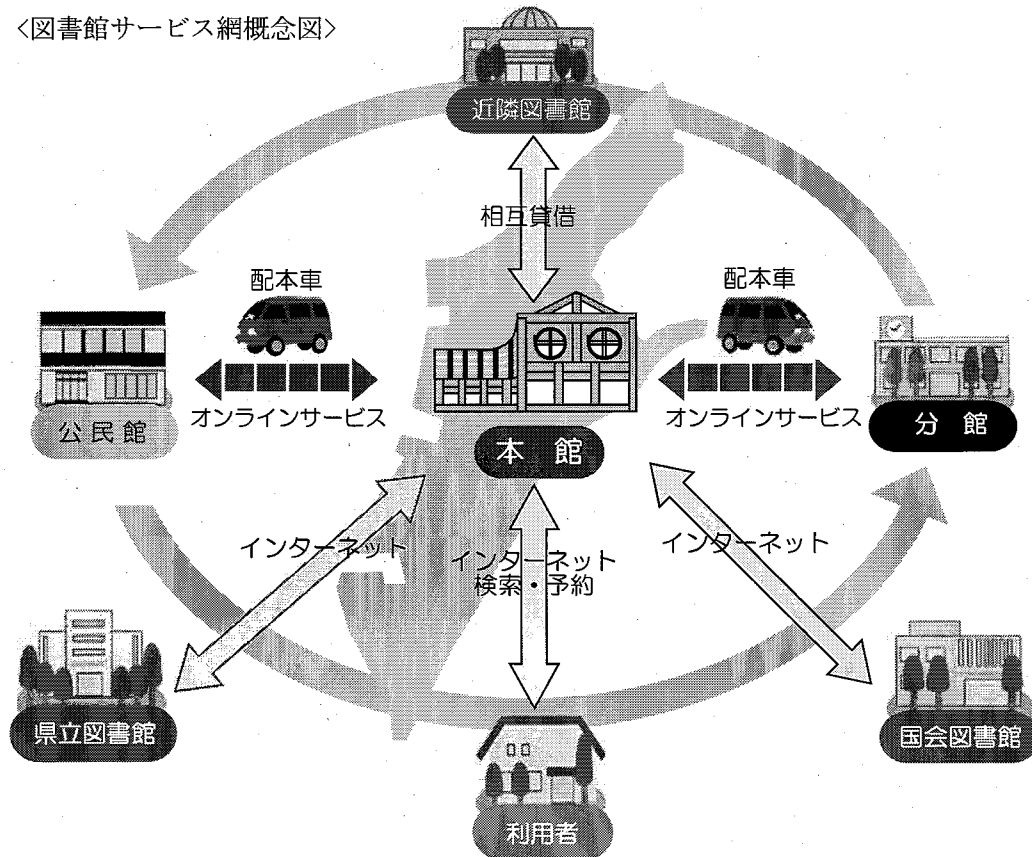 <図書館サービス網概念図>
近隣図書館
相互貸借
配本車
配本車
オンラインサービス
オンラインサービス
公民館
本 館
分 館
インターネット
インターネット
検索・予約
インターネット
県立図書館
国会図書館
利用者